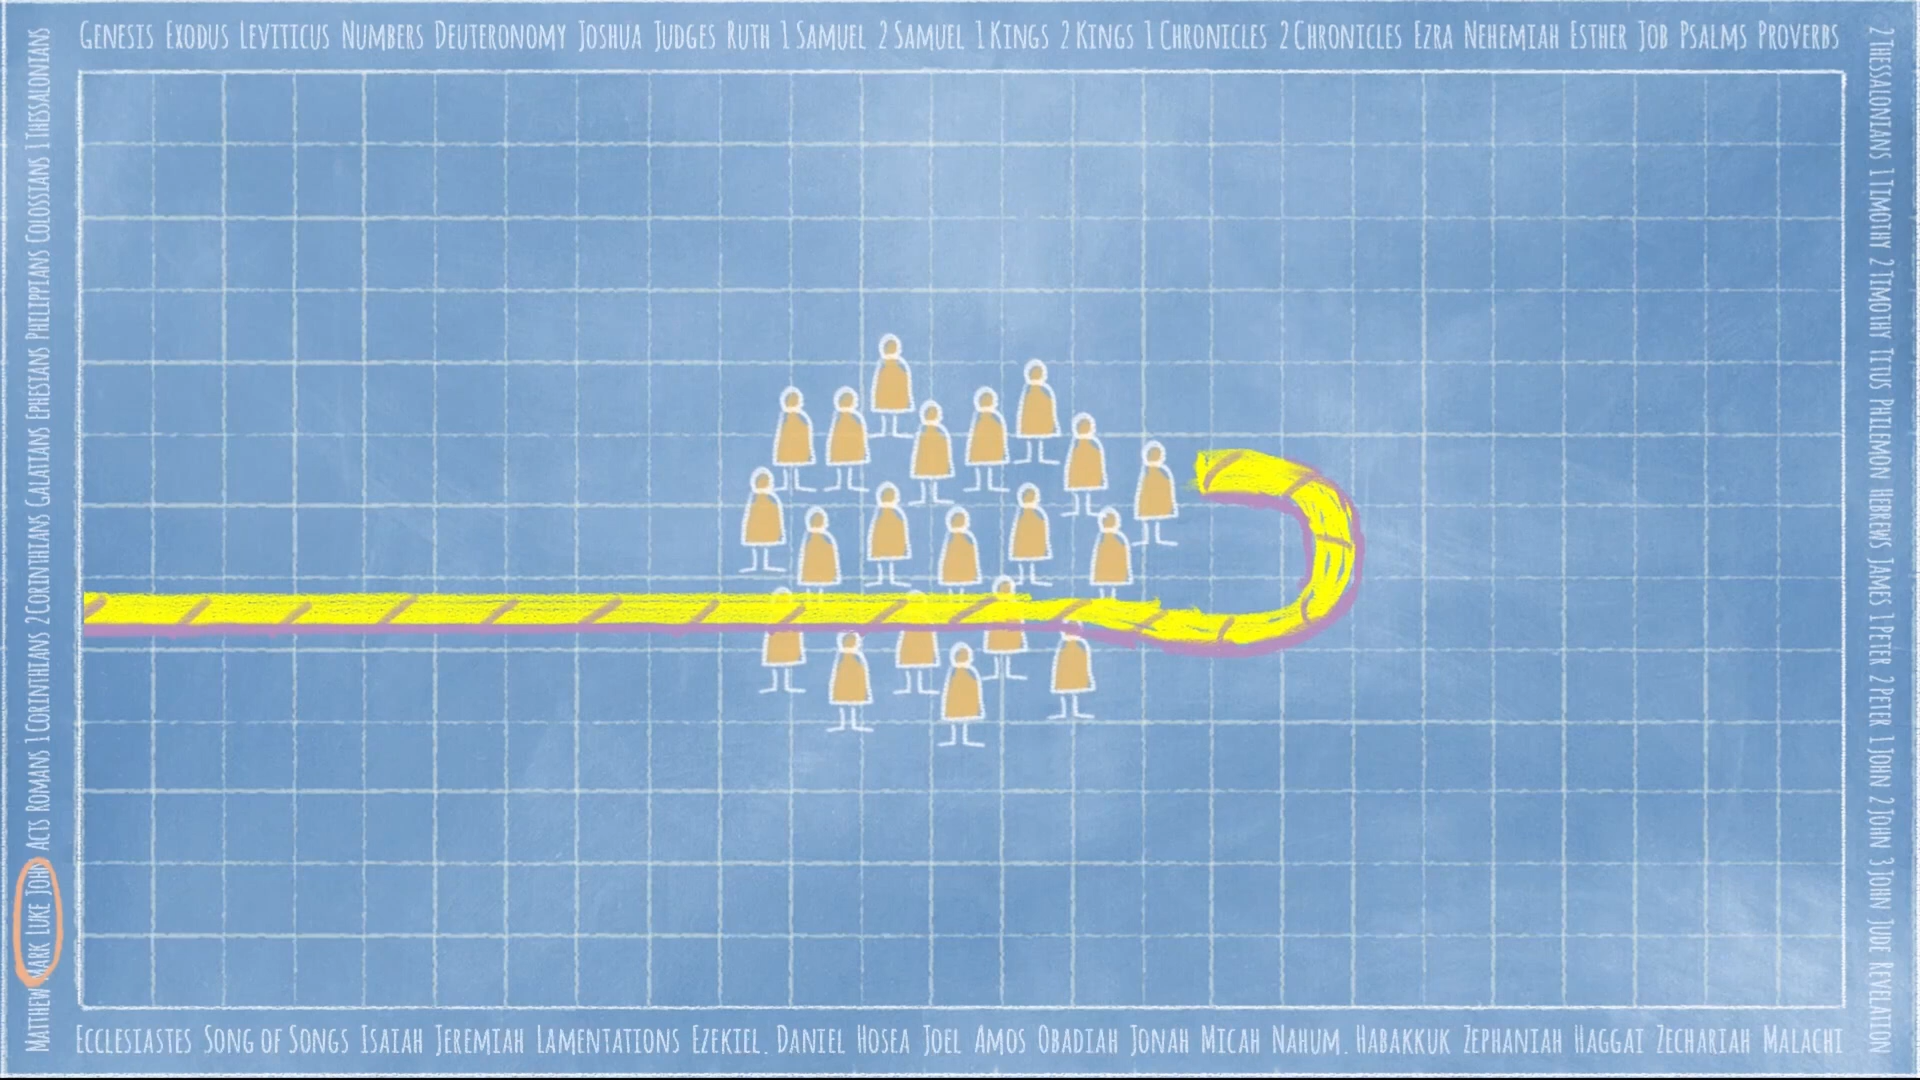 GENESIS EXODUS LEVITICUS NUMBERS DEUTERONOMY JOSHUA JUDGES RUTH 1 SAMUEL 2 SAMUEL 1 KINGS 2 KINGS 1 CHRONICLES 2 CHRONICLES EZRA NEHEMIAH ESTHER JOB PSALMS PROVERBS
ECCLESIASTES SONG OF SONGS ISAIAH JEREMIAH LAMENTATIONS EZEKIEL. DANIEL HOSEA JOEL AMOS OBADIAH JONAH MICAH NAHUM. HABAKKUK ZEPHANIAH HAGGAI ZECHARIAH MALACHI
MATTHEW MARK LUKE JOHN ACTS ROMANS 1 CORINTHIANS 2 CORINTHIANS GALATIANS EPHESIANS PHILIPPIANS COLOSSIANS 1 THESSALONIANS
2 THESSALONIANS 1 TIMOTHY 2 TIMOTHY TITUS PHILEMON HEBREWS JAMES 1 PETER 2 PETER 1 JOHN 2 JOHN 3 JOHN JUDE REVELATION